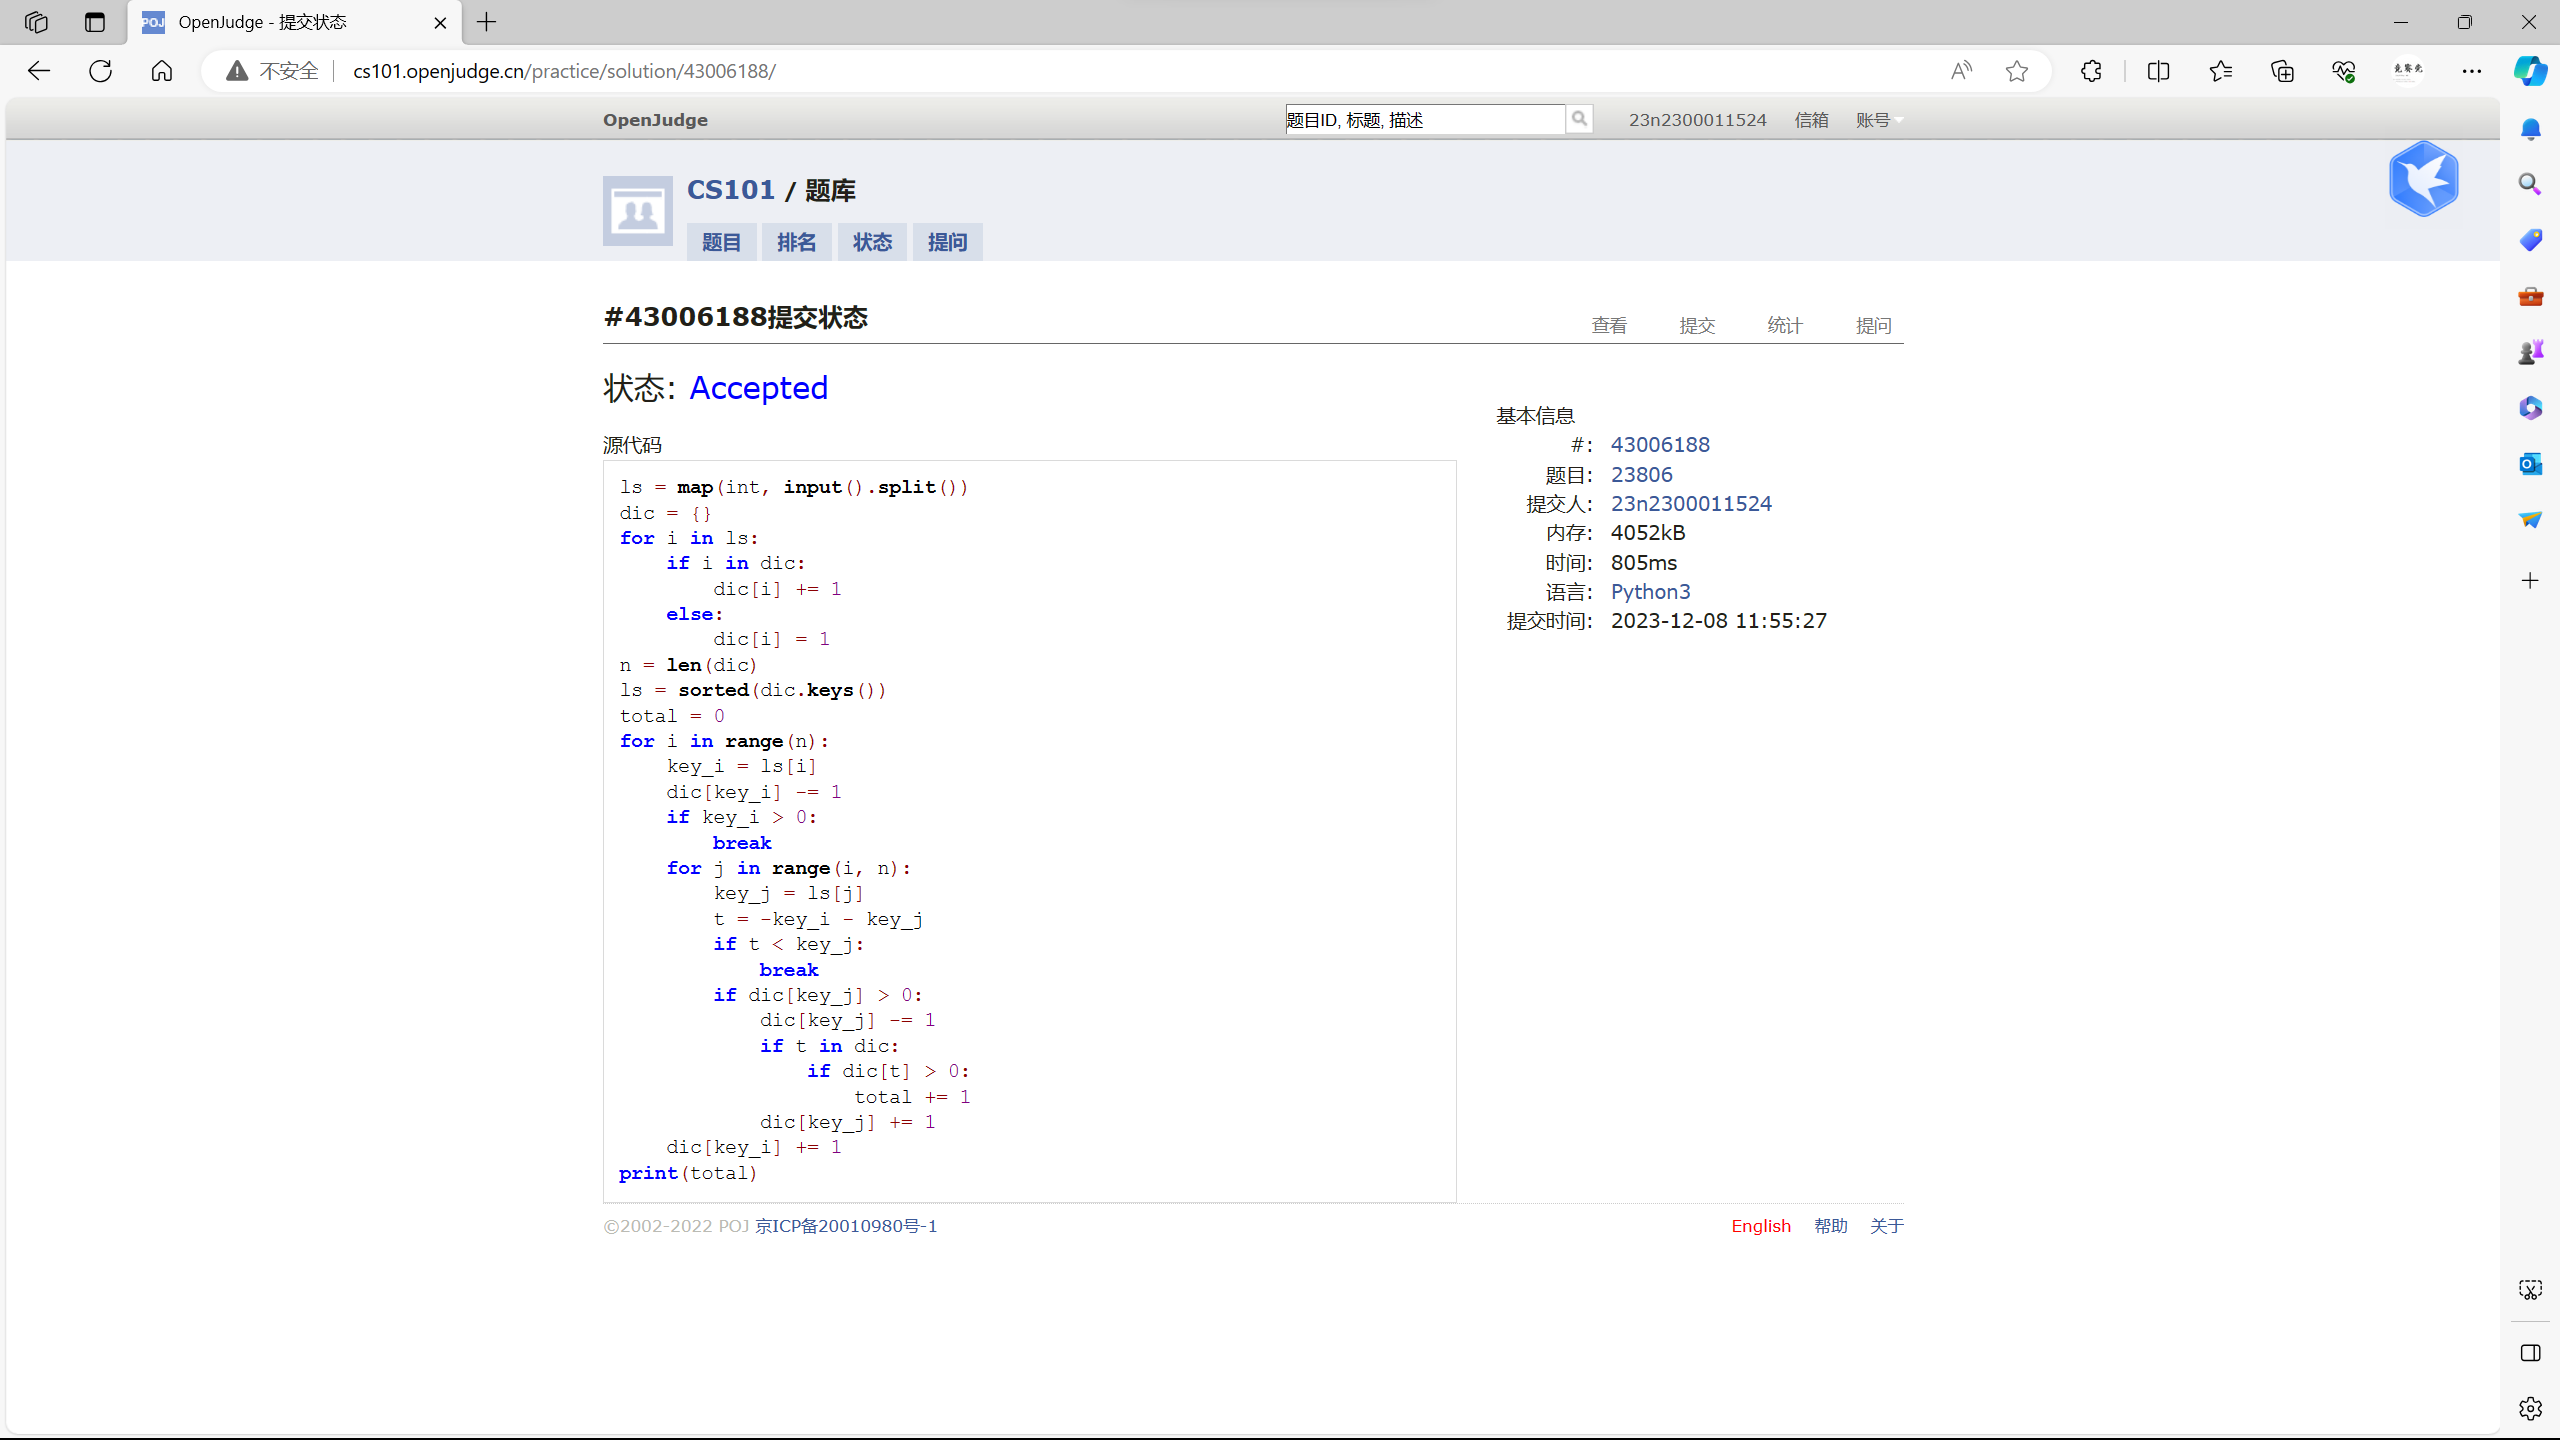 POJ OpenJudge - 提交状态
不安全 cs101.openjudge.cn/practice/solution/43006188/
OpenJudge 题目ID, 标题, 描述 23n2300011524 信箱 账号
CS101 / 题库
题目 排名 状态 提问
#43006188提交状态 查看 提交 统计 提问
状态: Accepted
源代码
ls = map(int, input().split())
dic = {}
for i in ls:
    if i in dic:
        dic[i] += 1
    else:
        dic[i] = 1
n = len(dic)
ls = sorted(dic.keys())
total = 0
for i in range(n):
    key_i = ls[i]
    dic[key_i] -= 1
    if key_i > 0:
        break
    for j in range(i, n):
        key_j = ls[j]
        t = -key_i - key_j
        if t < key_j:
            break
        if dic[key_j] > 0:
            dic[key_j] -= 1
            if t in dic:
                if dic[t] > 0:
                    total += 1
            dic[key_j] += 1
    dic[key_i] += 1
print(total)
基本信息
#: 43006188
题目: 23806
提交人: 23n2300011524
内存: 4052kB
时间: 805ms
语言: Python3
提交时间: 2023-12-08 11:55:27
©2002-2022 POJ 京ICP备20010980号-1 English 帮助 关于